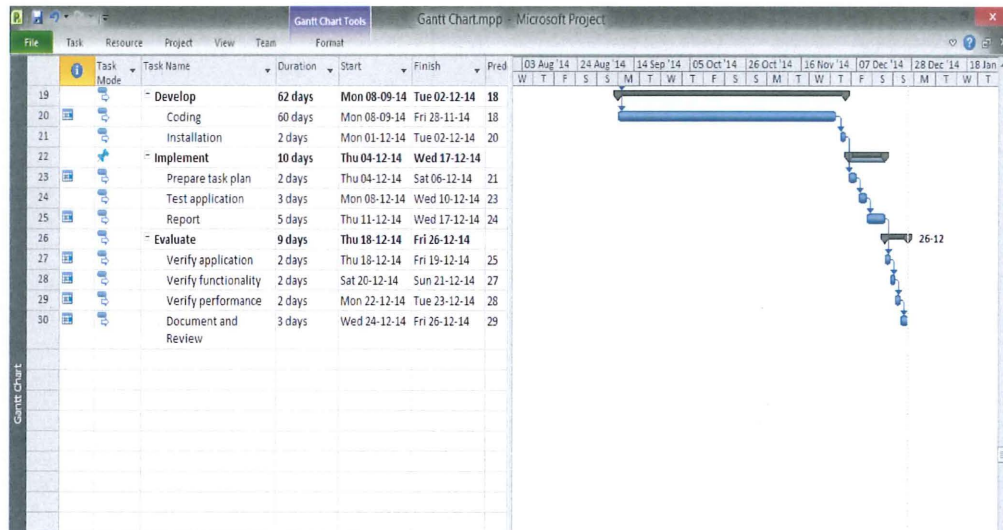 Gantt Chart Tools Gantt Chart.mpp - Microsoft Project
File Task Resource Project View Team Format
Task Mode Task Name Duration Start Finish Pred 03 Aug '14 24 Aug '14 14 Sep '14 05 Oct '14 26 Oct '14 16 Nov '14 07 Dec '14 28 Dec '14 18 Jan
W T F S S M T W T F S S M T W T F S S M T W T
19 Develop 62 days Mon 08-09-14 Tue 02-12-14 18
20 Coding 60 days Mon 08-09-14 Fri 28-11-14 18
21 Installation 2 days Mon 01-12-14 Tue 02-12-14 20
22 Implement 10 days Thu 04-12-14 Wed 17-12-14
23 Prepare task plan 2 days Thu 04-12-14 Sat 06-12-14 21
24 Test application 3 days Mon 08-12-14 Wed 10-12-14 23
25 Report 5 days Thu 11-12-14 Wed 17-12-14 24
26 Evaluate 9 days Thu 18-12-14 Fri 26-12-14 26-12
27 Verify application 2 days Thu 18-12-14 Fri 19-12-14 25
28 Verify functionality 2 days Sat 20-12-14 Sun 21-12-14 27
29 Verify performance 2 days Mon 22-12-14 Tue 23-12-14 28
30 Document and Review 3 days Wed 24-12-14 Fri 26-12-14 29
Gantt Chart